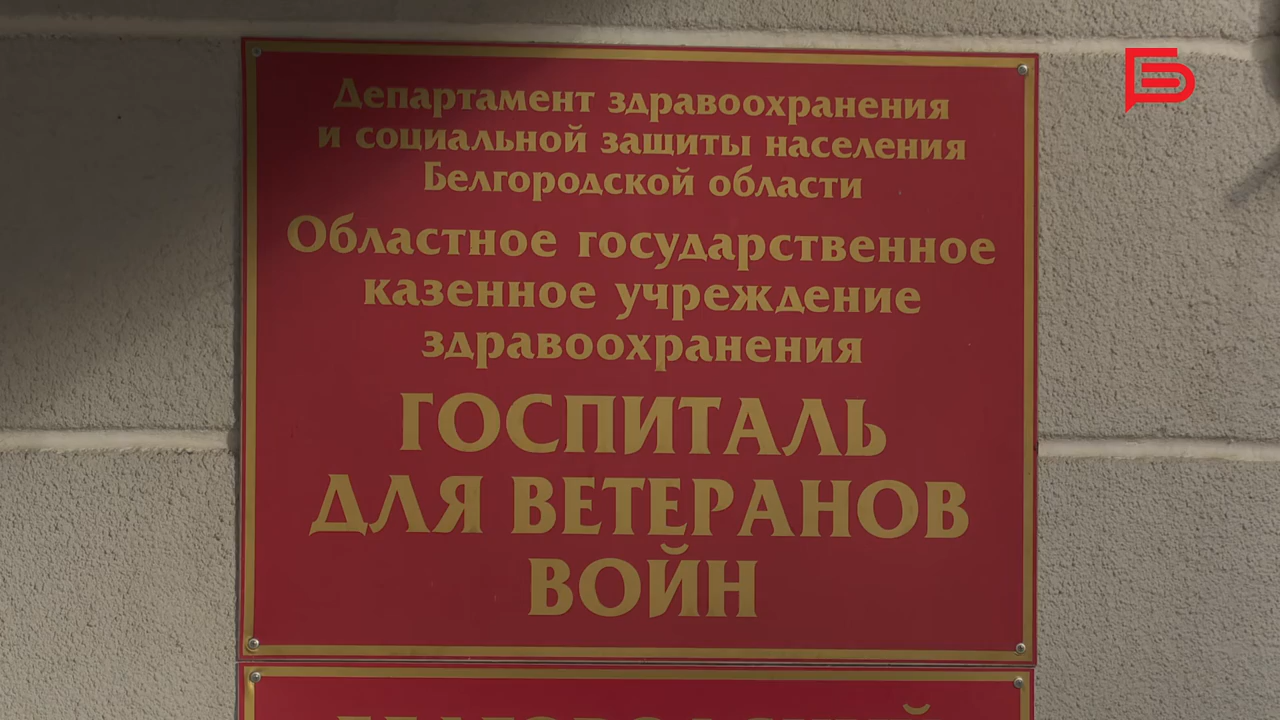 Департамент здравоохранения
и социальной защиты населения
Белгородской области
Областное государственное
казенное учреждение
здравоохранения
ГОСПИТАЛЬ
ДЛЯ ВЕТЕРАНОВ
ВОЙН